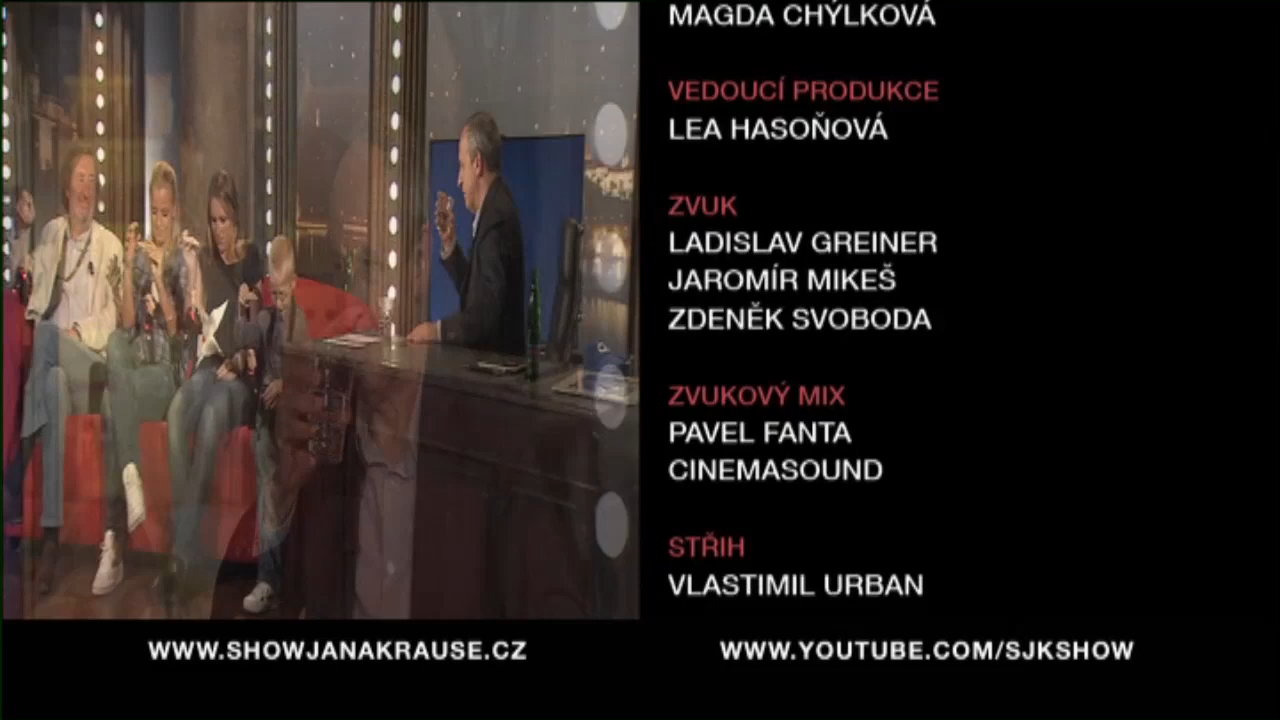 MAGDA CHÝLKOVÁ
VEDOUCÍ PRODUKCE
LEA HASOŇOVÁ
ZVUK
LADISLAV GREINER
JAROMÍR MIKEŠ
ZDENĚK SVOBODA
ZVUKOVÝ MIX
PAVEL FANTA
CINEMASOUND
STŘIH
VLASTIMIL URBAN
WWW.SHOWJANAKRAUSE.CZ
WWW.YOUTUBE.COM/SJKSHOW